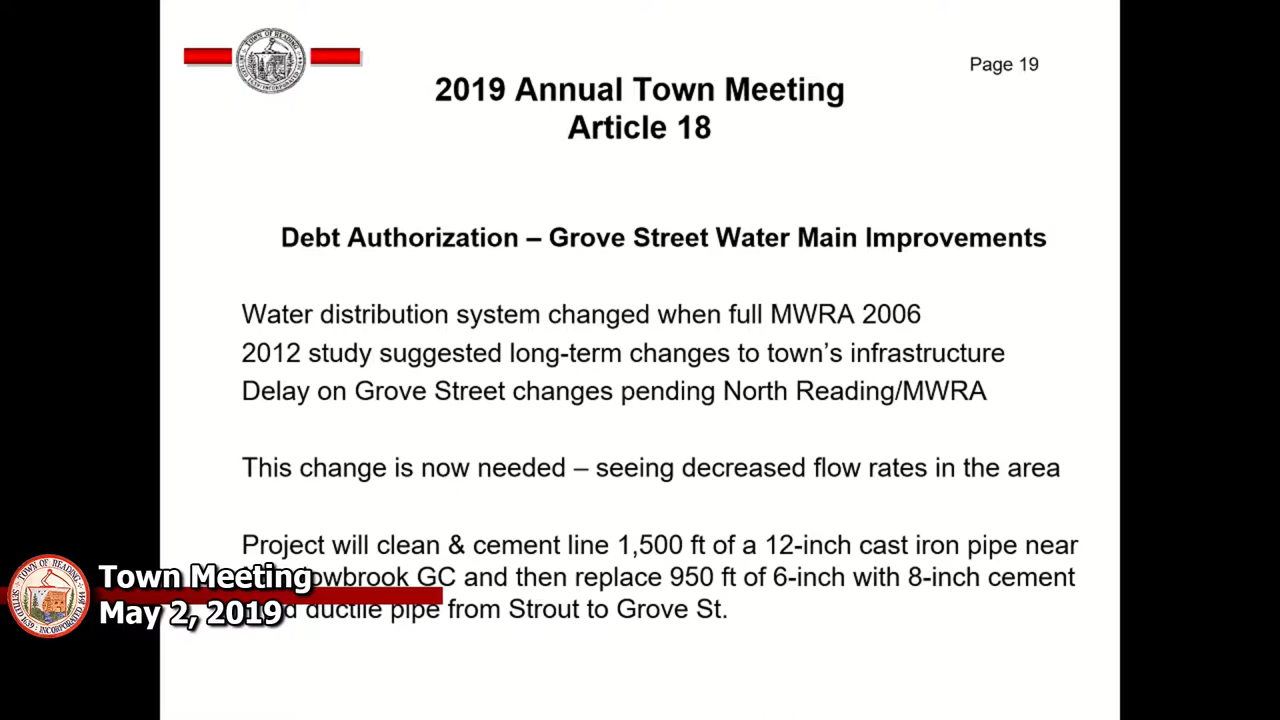 Page 19
2019 Annual Town Meeting
Article 18
Debt Authorization – Grove Street Water Main Improvements
Water distribution system changed when full MWRA 2006
2012 study suggested long-term changes to town’s infrastructure
Delay on Grove Street changes pending North Reading/MWRA
This change is now needed – seeing decreased flow rates in the area
Project will clean & cement line 1,500 ft of a 12-inch cast iron pipe near
GC and then replace 950 ft of 6-inch with 8-inch cement
ductile pipe from Strout to Grove St.
Town Meeting
May 2, 2019